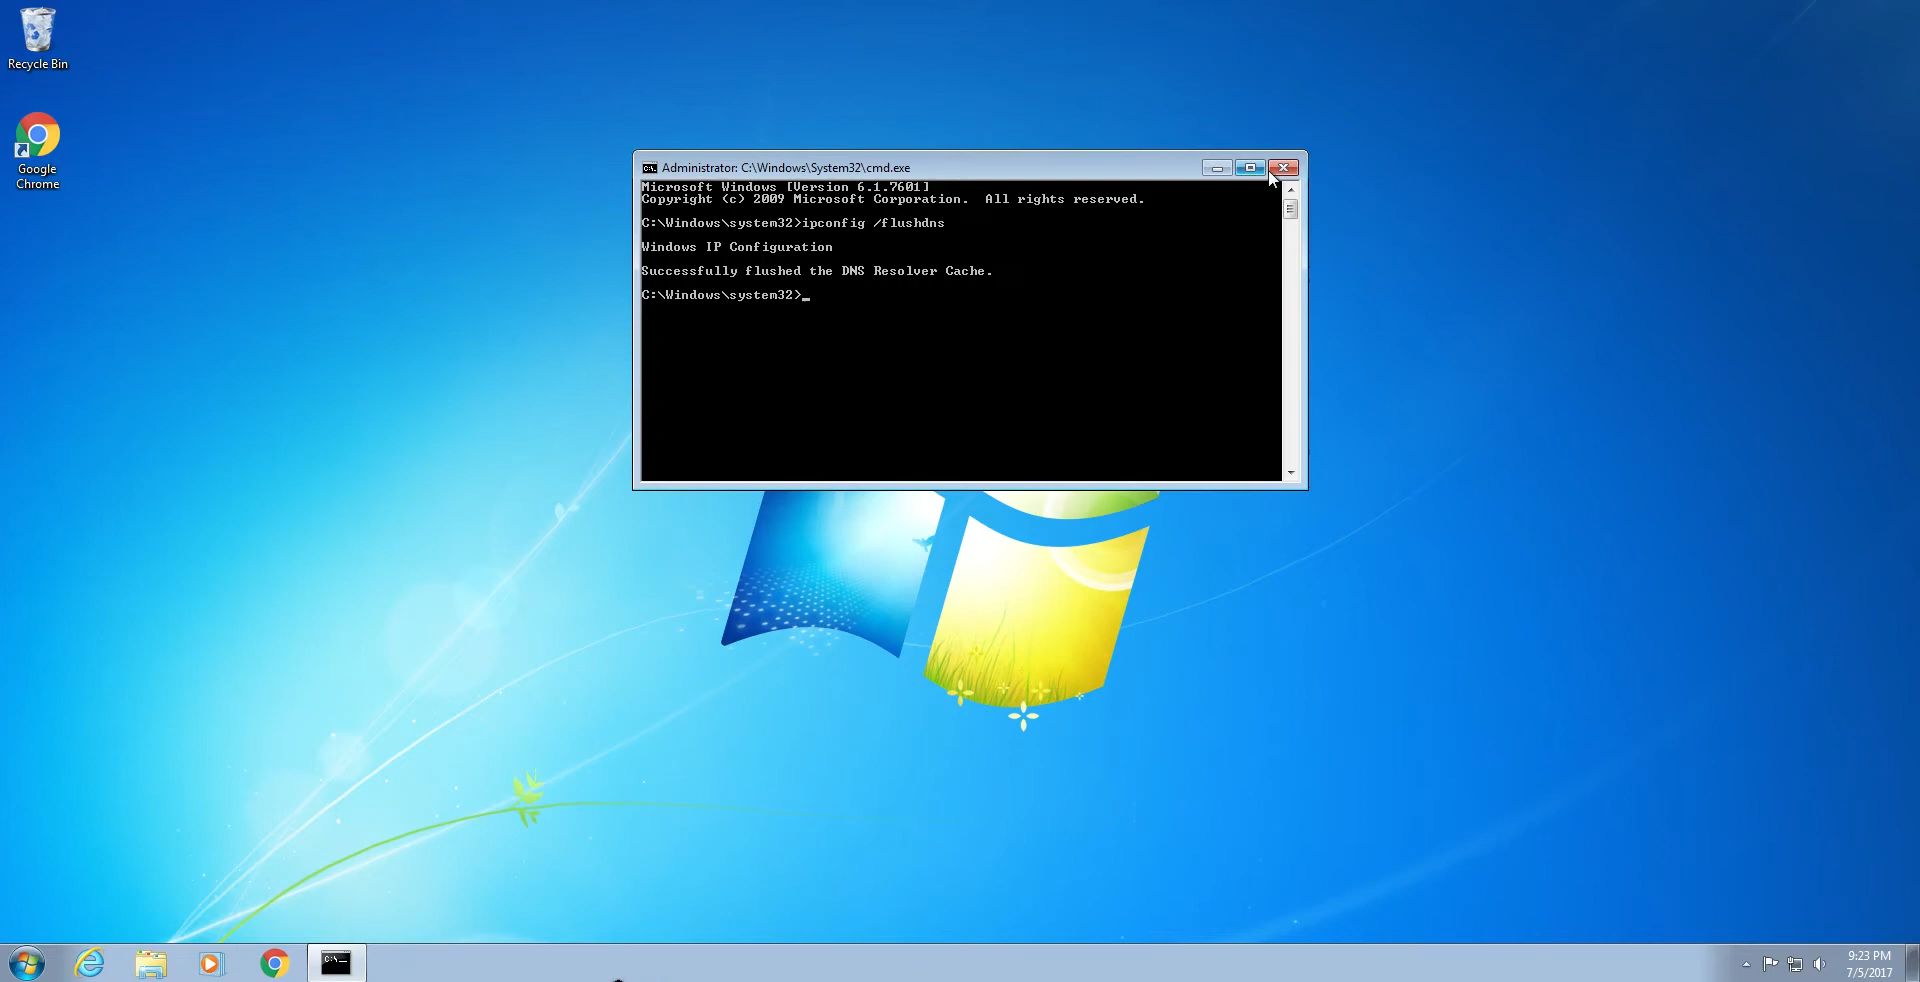 Recycle Bin
Google
Chrome
Administrator: C:\Windows\System32\cmd.exe
Microsoft Windows [Version 6.1.7601]
Copyright (c) 2009 Microsoft Corporation.  All rights reserved.
C:\Windows\system32>ipconfig /flushdns
Windows IP Configuration
Successfully flushed the DNS Resolver Cache.
C:\Windows\system32>_
C:\_
9:23 PM
7/5/2017